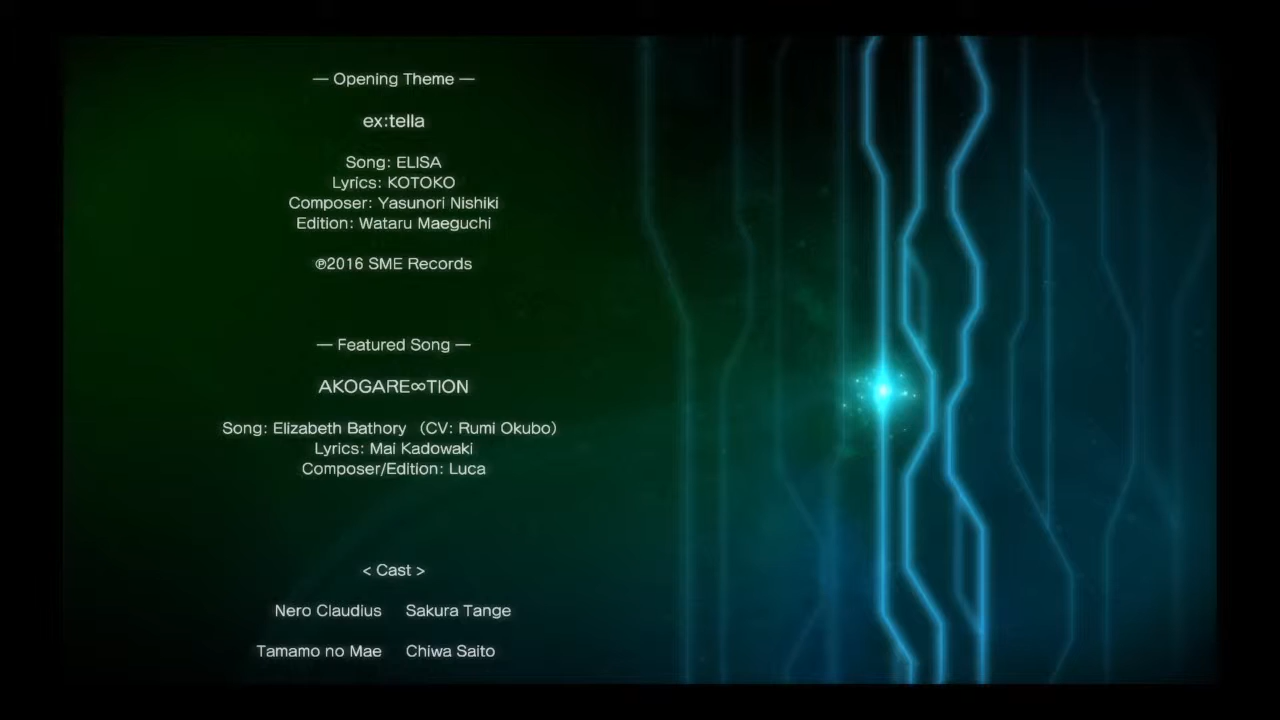 — Opening Theme —
ex:tella
Song: ELISA
Lyrics: KOTOKO
Composer: Yasunori Nishiki
Edition: Wataru Maeguchi
℗2016 SME Records
— Featured Song —
AKOGARE∞TION
Song: Elizabeth Bathory （CV: Rumi Okubo）
Lyrics: Mai Kadowaki
Composer/Edition: Luca
< Cast >
Nero Claudius Sakura Tange
Tamamo no Mae Chiwa Saito